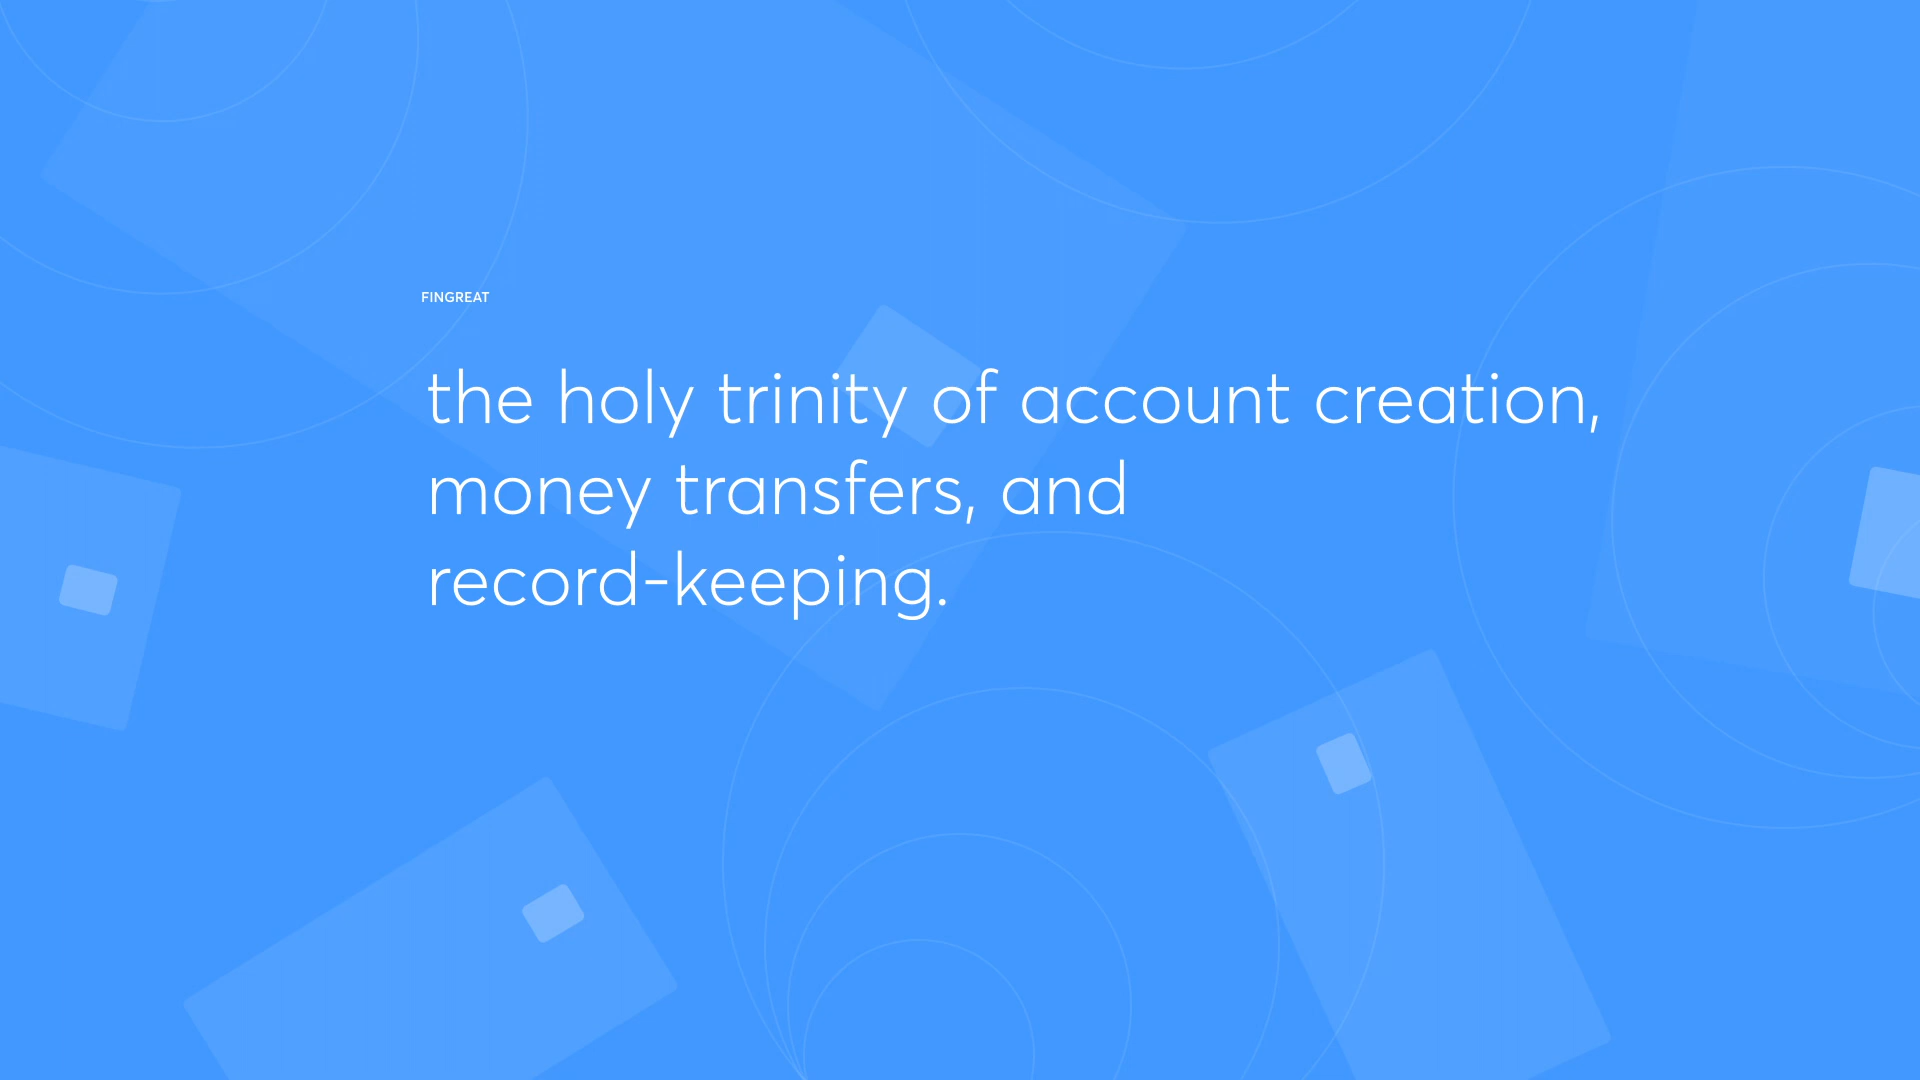 FINGREAT
the holy trinity of account creation,
money transfers, and
record-keeping.